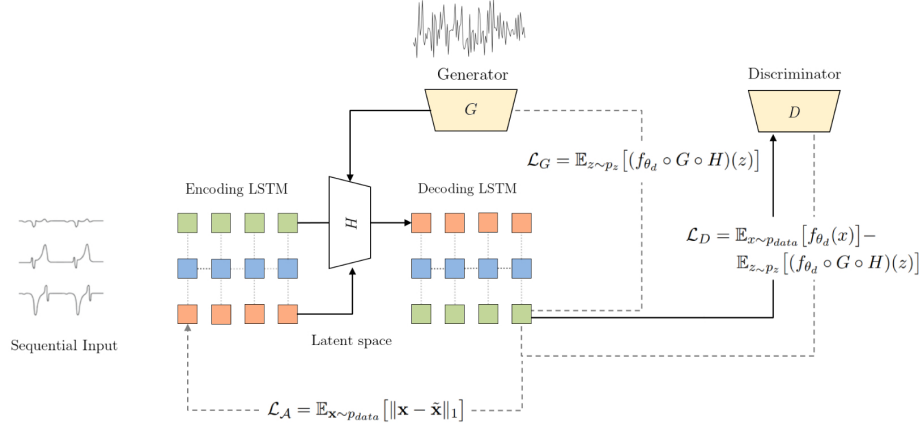 Generator
G
Discriminator
D
ℒ_G = 𝔼_{z∼p_z}[(f_{θ_d} ∘ G ∘ H)(z)]
Encoding LSTM
H
Decoding LSTM
ℒ_D = 𝔼_{x∼p_{data}}[f_{θ_d}(x)]−
𝔼_{z∼p_z}[(f_{θ_d} ∘ G ∘ H)(z)]
Sequential Input
Latent space
ℒ_𝒜 = 𝔼_{𝐱∼p_{data}}[‖𝐱 − 𝐱̃‖_1]